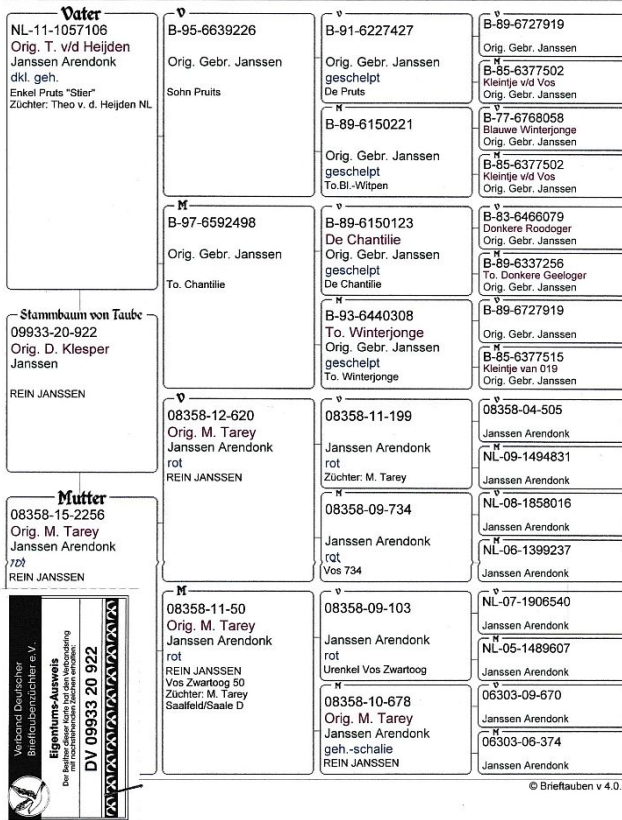 Vater
NL-11-1057106
Orig. T. v/d Heijden
Janssen Arendonk
dkl. geh.
Enkel Pruts "Stier"
Züchter: Theo v. d. Heijden NL
Stammbaum von Taube
09933-20-922
Orig. D. Klesper
Janssen
REIN JANSSEN
Mutter
08358-15-2256
Orig. M. Tarey
Janssen Arendonk
rot
REIN JANSSEN
V
B-95-6639226
Orig. Gebr. Janssen
Sohn Pruits
M
B-97-6592498
Orig. Gebr. Janssen
To. Chantilie
V
08358-12-620
Orig. M. Tarey
Janssen Arendonk
rot
REIN JANSSEN
M
08358-11-50
Orig. M. Tarey
Janssen Arendonk
rot
REIN JANSSEN
Vos Zwartoog 50
Züchter: M. Tarey
Saalfeld/Saale D
V
B-91-6227427
Orig. Gebr. Janssen
geschelpt
De Pruts
M
B-89-6150221
Orig. Gebr. Janssen
geschelpt
To.Bl.-Witpen
V
B-89-6150123
De Chantilie
Orig. Gebr. Janssen
geschelpt
De Chantilie
M
B-93-6440308
To. Winterjonge
Orig. Gebr. Janssen
geschelpt
To. Winterjonge
V
08358-11-199
Janssen Arendonk
rot
Züchter: M. Tarey
M
08358-09-734
Janssen Arendonk
rot
Vos 734
V
08358-09-103
Janssen Arendonk
rot
Urenkel Vos Zwartoog
M
08358-10-678
Orig. M. Tarey
Janssen Arendonk
geh.-schalie
REIN JANSSEN
V
B-89-6727919
Orig. Gebr. Janssen
M
B-85-6377502
Kleintje v/d Vos
Orig. Gebr. Janssen
V
B-77-6768058
Blauwe Winterjonge
Orig. Gebr. Janssen
M
B-85-6377502
Kleintje v/d Vos
Orig. Gebr. Janssen
V
B-83-6466079
Donkere Roodoger
Orig. Gebr. Janssen
M
B-89-6337256
To. Donkere Geeloger
Orig. Gebr. Janssen
V
B-89-6727919
Orig. Gebr. Janssen
M
B-85-6377515
Kleintje van 019
Orig. Gebr. Janssen
V
08358-04-505
Janssen Arendonk
M
NL-09-1494831
Janssen Arendonk
V
NL-08-1858016
Janssen Arendonk
M
NL-06-1399237
Janssen Arendonk
V
NL-07-1906540
Janssen Arendonk
M
NL-05-1489607
Janssen Arendonk
V
06303-09-670
Janssen Arendonk
M
06303-06-374
Janssen Arendonk
Verband Deutscher
Brieftaubenzüchter e.V.
Eigentums-Ausweis
Der Besitzer dieser Karte hat den Verbandsring
mit nachstehenden Zeichen erhalten:
DV 09933 20 922
© Brieftauben v 4.0.